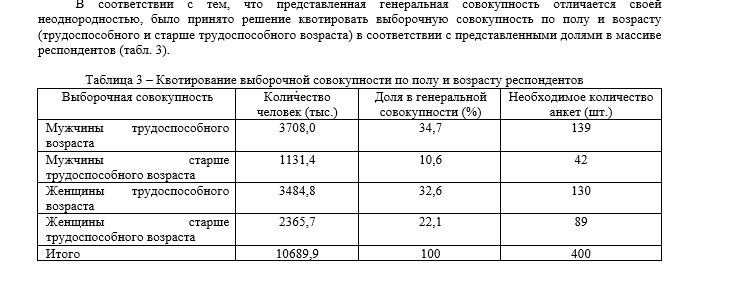 В соответствии с тем, что представленная генеральная совокупность отличается своей
неоднородностью, было принято решение квотировать выборочную совокупность по полу и возрасту
(трудоспособного и старше трудоспособного возраста) в соответствии с представленными долями в массиве
респондентов (табл. 3).
Таблица 3 – Квотирование выборочной совокупности по полу и возрасту респондентов
Выборочная совокупность Количество человек (тыс.) Доля в генеральной совокупности (%) Необходимое количество анкет (шт.)
Мужчины трудоспособного возраста 3708,0 34,7 139
Мужчины старше трудоспособного возраста 1131,4 10,6 42
Женщины трудоспособного возраста 3484,8 32,6 130
Женщины старше трудоспособного возраста 2365,7 22,1 89
Итого 10689,9 100 400